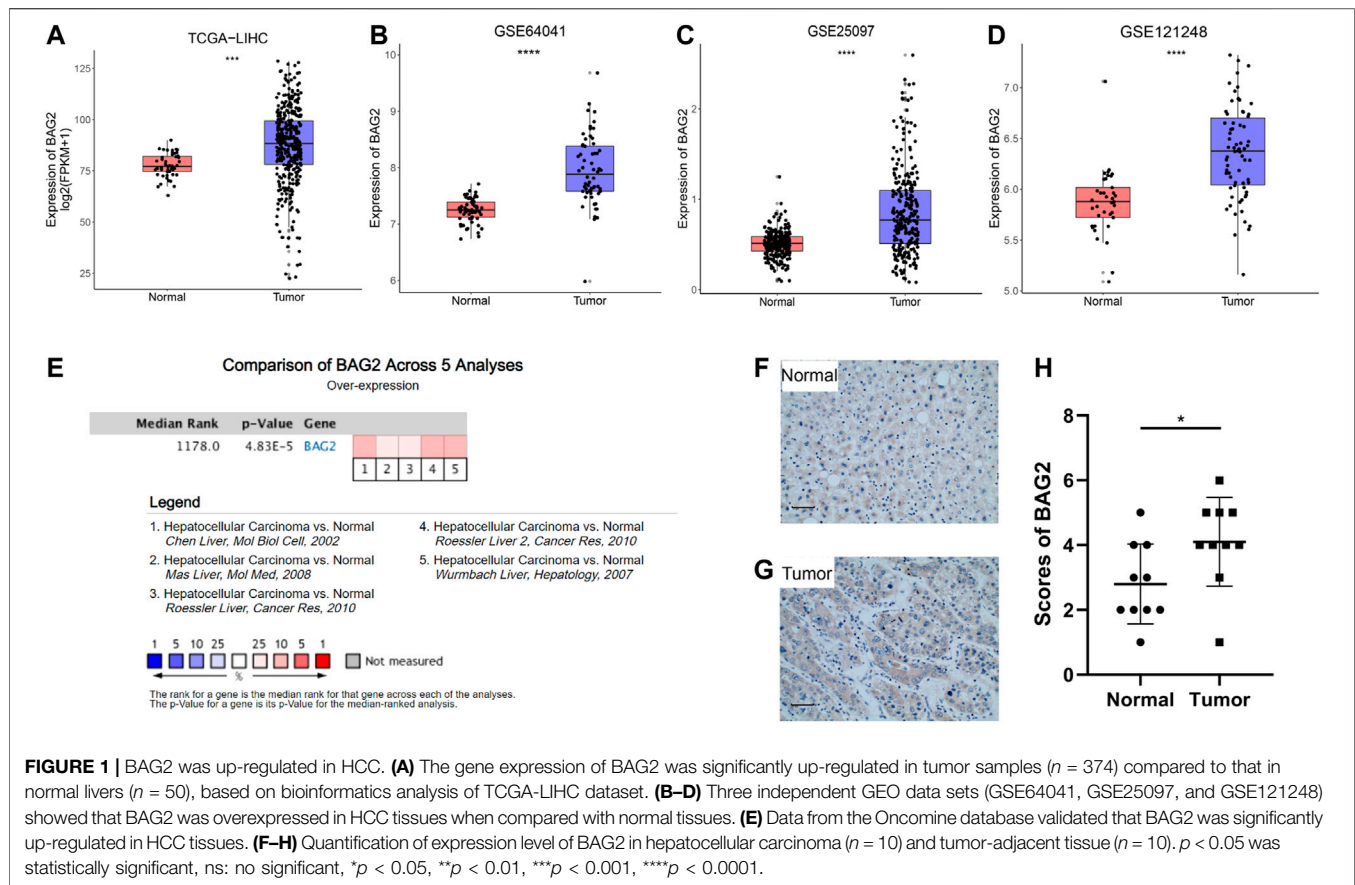 A
TCGA-LIHC
***
Expression of BAG2
log2(FPKM+1)
125
100
75
50
25
Normal
Tumor
B
GSE64041
****
Expression of BAG2
10
9
8
7
6
Normal
Tumor
C
GSE25097
****
Expression of BAG2
2
1
0
Normal
Tumor
D
GSE121248
****
Expression of BAG2
7.0
6.5
6.0
5.5
5.0
Normal
Tumor
E
Comparison of BAG2 Across 5 Analyses
Over-expression
Median Rank p-Value Gene
1178.0 4.83E-5 BAG2
1 2 3 4 5
Legend
1. Hepatocellular Carcinoma vs. Normal
Chen Liver, Mol Biol Cell, 2002
2. Hepatocellular Carcinoma vs. Normal
Mas Liver, Mol Med, 2008
3. Hepatocellular Carcinoma vs. Normal
Roessler Liver, Cancer Res, 2010
4. Hepatocellular Carcinoma vs. Normal
Roessler Liver 2, Cancer Res, 2010
5. Hepatocellular Carcinoma vs. Normal
Wurmbach Liver, Hepatology, 2007
1 5 10 25 25 10 5 1
%
Not measured
The rank for a gene is the median rank for that gene across each of the analyses.
The p-Value for a gene is its p-Value for the median-ranked analysis.
F
Normal
G
Tumor
H
*
Scores of BAG2
8
6
4
2
0
Normal Tumor
FIGURE 1 | BAG2 was up-regulated in HCC. (A) The gene expression of BAG2 was significantly up-regulated in tumor samples (n = 374) compared to that in
normal livers (n = 50), based on bioinformatics analysis of TCGA-LIHC dataset. (B–D) Three independent GEO data sets (GSE64041, GSE25097, and GSE121248)
showed that BAG2 was overexpressed in HCC tissues when compared with normal tissues. (E) Data from the Oncomine database validated that BAG2 was significantly
up-regulated in HCC tissues. (F–H) Quantification of expression level of BAG2 in hepatocellular carcinoma (n = 10) and tumor-adjacent tissue (n = 10). p < 0.05 was
statistically significant, ns: no significant, *p < 0.05, **p < 0.01, ***p < 0.001, ****p < 0.0001.